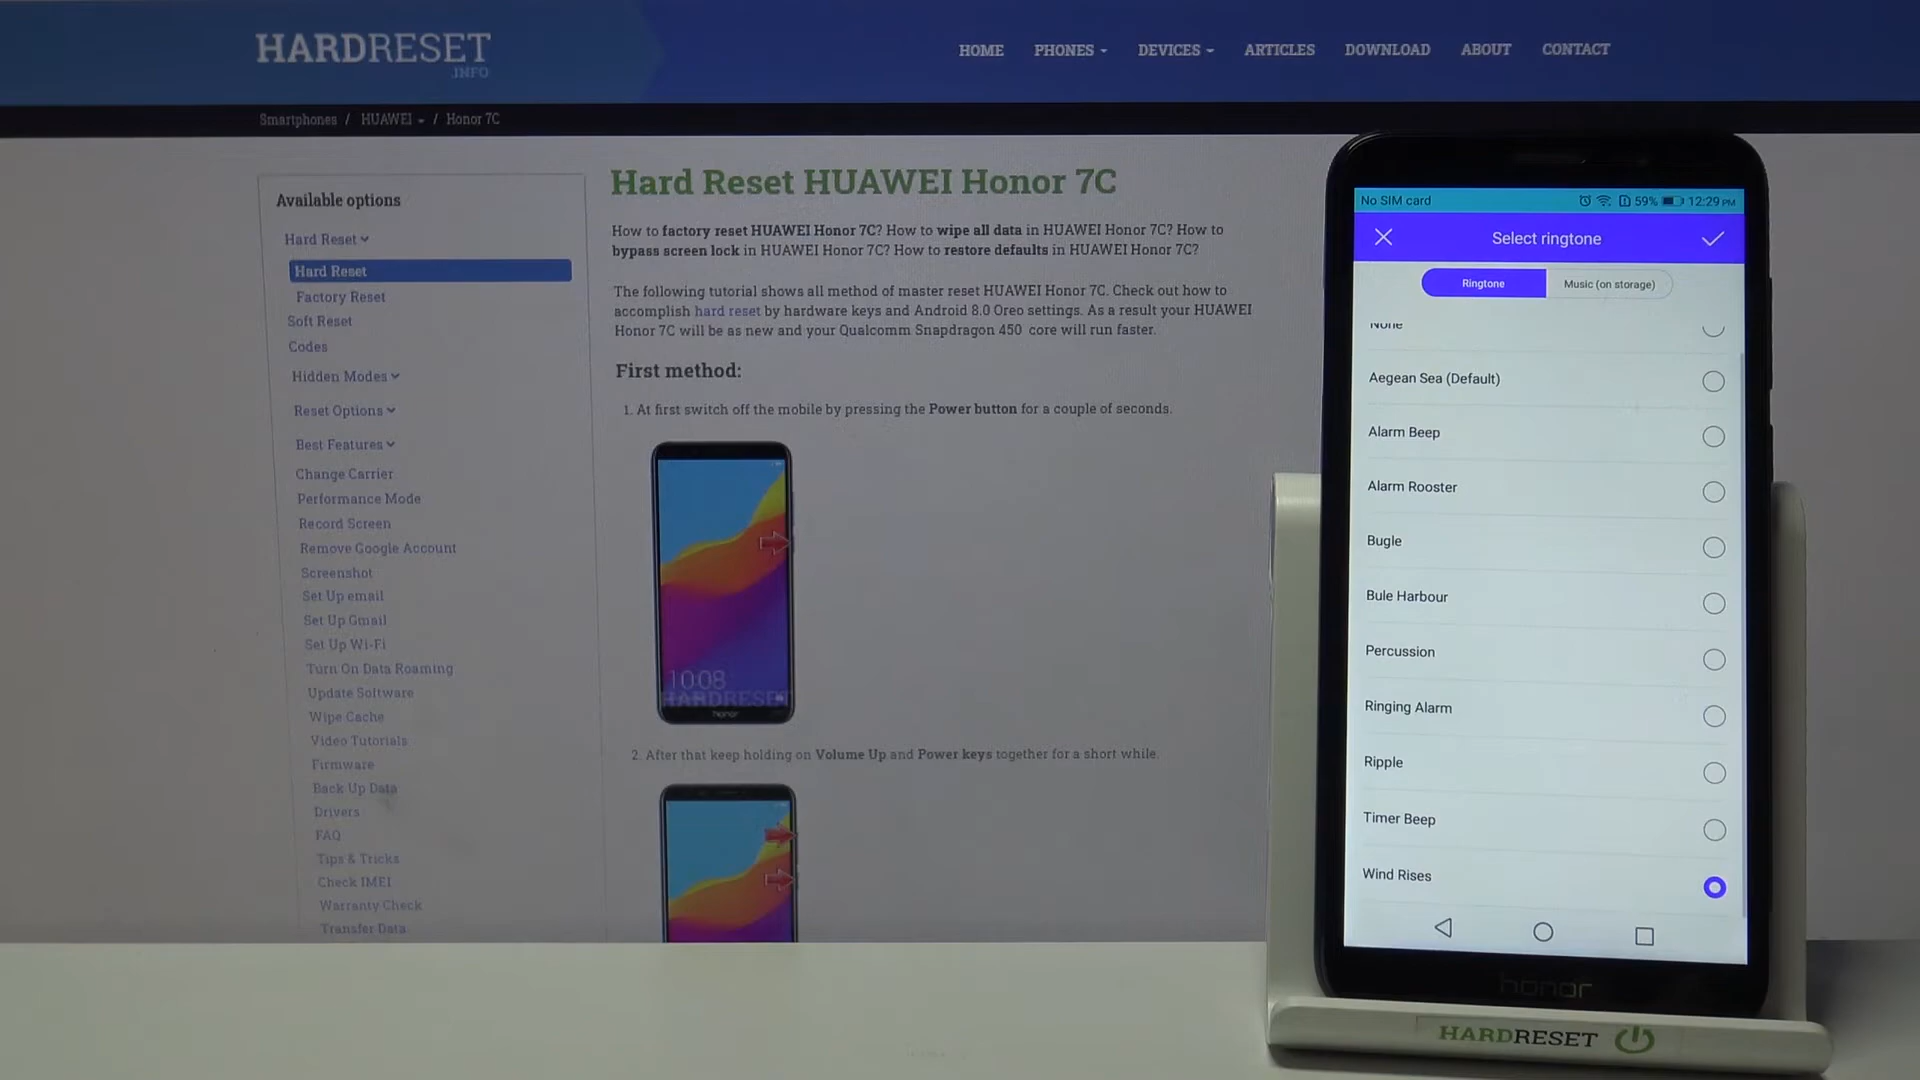 HARDRESET
.INFO
HOME PHONES DEVICES ARTICLES DOWNLOAD ABOUT CONTACT
Smartphones / HUAWEI / Honor 7C
Available options
Hard Reset
Hard Reset
Factory Reset
Soft Reset
Codes
Hidden Modes
Reset Options
Best Features
Change Carrier
Performance Mode
Record Screen
Remove Google Account
Screenshot
Set Up email
Set Up Gmail
Set Up Wi-Fi
Turn On Data Roaming
Update Software
Wipe Cache
Video Tutorials
Firmware
Back Up Data
Drivers
FAQ
Tips & Tricks
Check IMEI
Warranty Check
Transfer Data
Hard Reset HUAWEI Honor 7C
How to factory reset HUAWEI Honor 7C? How to wipe all data in HUAWEI Honor 7C? How to
bypass screen lock in HUAWEI Honor 7C? How to restore defaults in HUAWEI Honor 7C?
The following tutorial shows all method of master reset HUAWEI Honor 7C. Check out how to
accomplish hard reset by hardware keys and Android 8.0 Oreo settings. As a result your HUAWEI
Honor 7C will be as new and your Qualcomm Snapdragon 450 core will run faster.
First method:
1. At first switch off the mobile by pressing the Power button for a couple of seconds.
10:08
HARDRESET
honor
2. After that keep holding on Volume Up and Power keys together for a short while.
No SIM card 59% 12:29 PM
Select ringtone
Ringtone Music (on storage)
None
Aegean Sea (Default)
Alarm Beep
Alarm Rooster
Bugle
Bule Harbour
Percussion
Ringing Alarm
Ripple
Timer Beep
Wind Rises
honor
HARDRESET